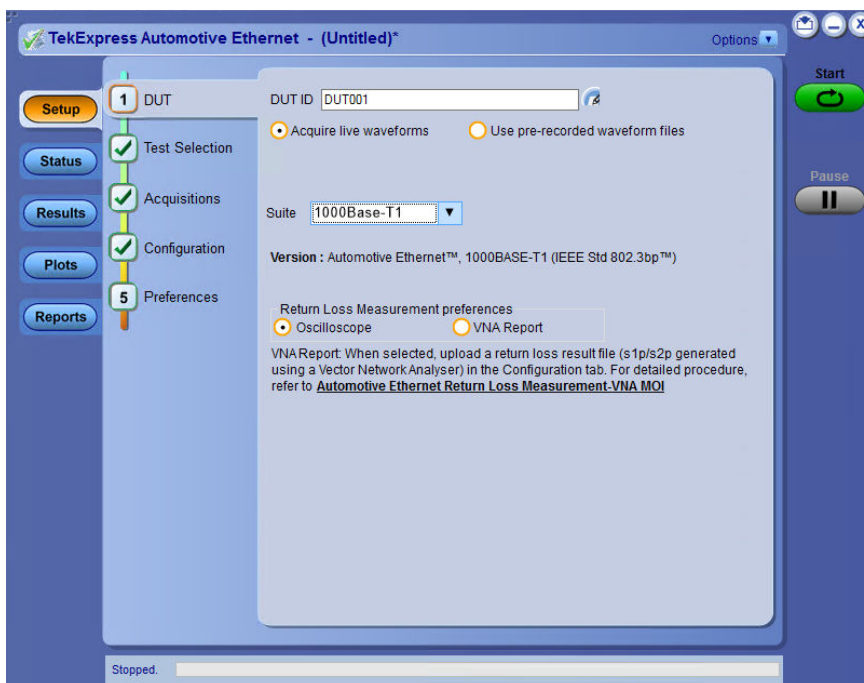 TekExpress Automotive Ethernet - (Untitled)*
Options
Start
Pause
Setup
Status
Results
Plots
Reports
1 DUT
Test Selection
Acquisitions
Configuration
5 Preferences
DUT ID DUT001
Acquire live waveforms Use pre-recorded waveform files
Suite 1000Base-T1
Version : Automotive Ethernet™, 1000BASE-T1 (IEEE Std 802.3bp™)
Return Loss Measurement preferences
Oscilloscope VNA Report
VNA Report: When selected, upload a return loss result file (s1p/s2p generated
using a Vector Network Analyser) in the Configuration tab. For detailed procedure,
refer to Automotive Ethernet Return Loss Measurement-VNA MOI
Stopped.